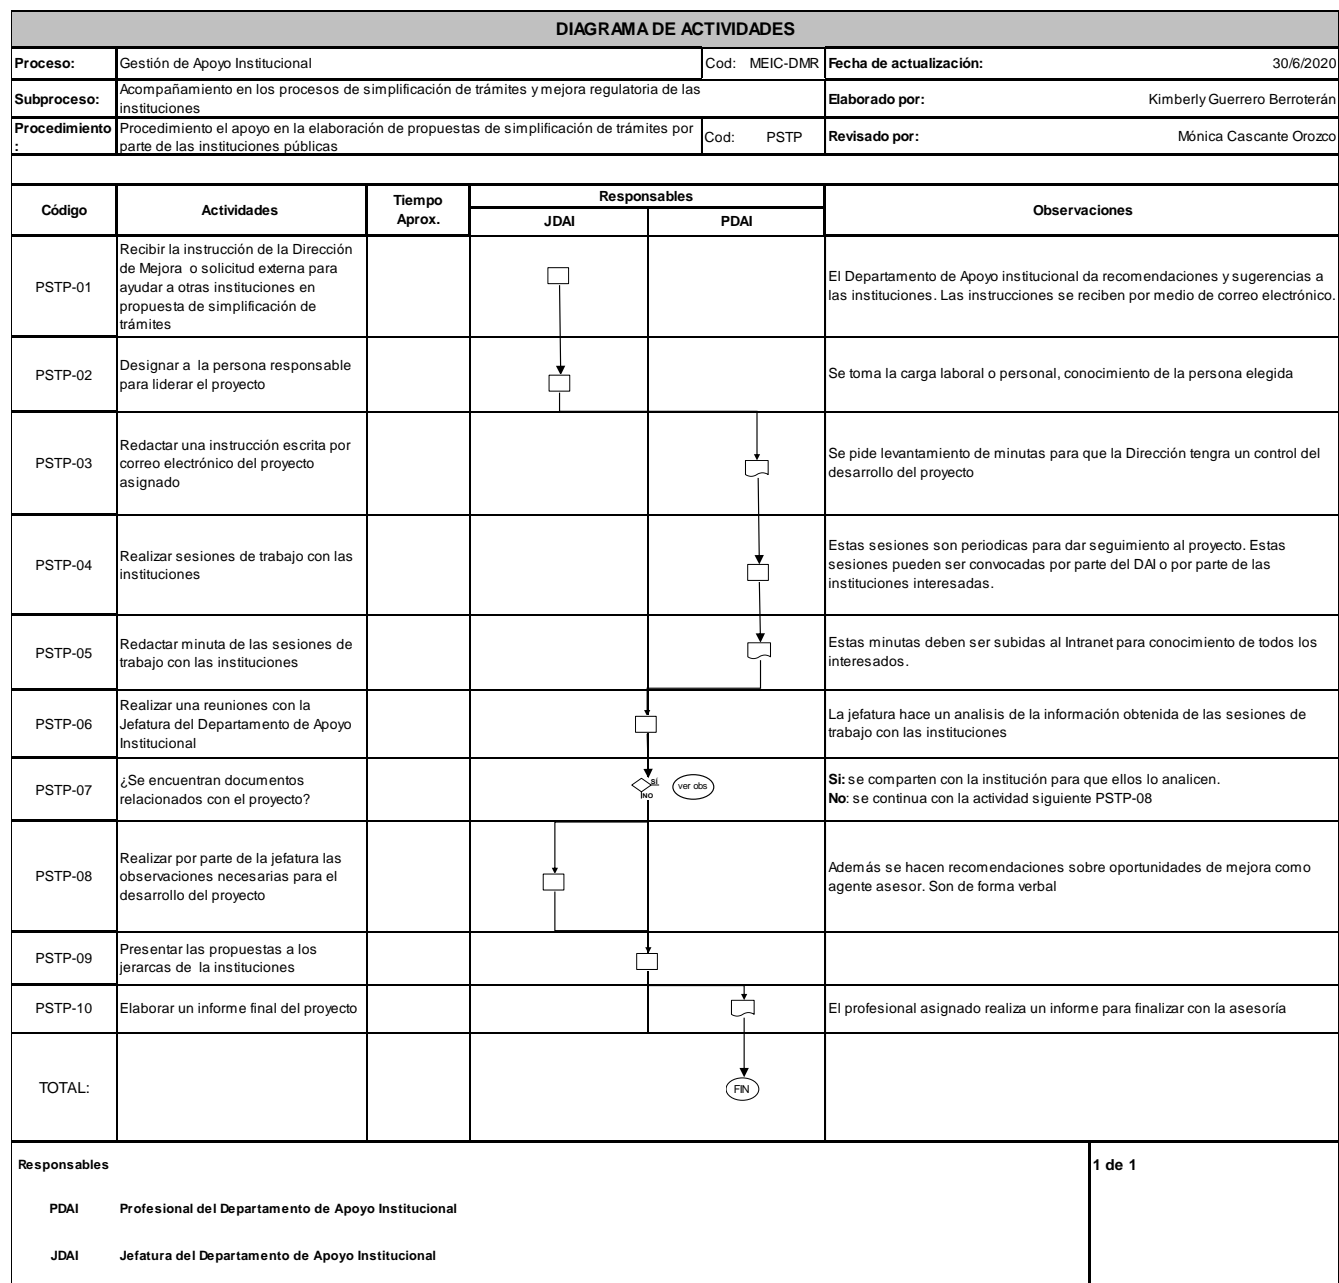 DIAGRAMA DE ACTIVIDADES
Proceso: Gestión de Apoyo Institucional Cod: MEIC-DMR Fecha de actualización: 30/6/2020
Subproceso: Acompañamiento en los procesos de simplificación de trámites y mejora regulatoria de las
instituciones
Elaborado por: Kimberly Guerrero Berroterán
Procedimiento
:
Procedimiento el apoyo en la elaboración de propuestas de simplificación de trámites por
parte de las instituciones públicas
Cod: PSTP Revisado por: Mónica Cascante Orozco
Código Actividades Tiempo
Aprox.
Responsables
JDAI PDAI
Observaciones
PSTP-01
Recibir la instrucción de la Dirección
de Mejora o solicitud externa para
ayudar a otras instituciones en
propuesta de simplificación de
trámites
El Departamento de Apoyo institucional da recomendaciones y sugerencias a
las instituciones. Las instrucciones se reciben por medio de correo electrónico.
PSTP-02
Designar a la persona responsable
para liderar el proyecto
Se toma la carga laboral o personal, conocimiento de la persona elegida
PSTP-03
Redactar una instrucción escrita por
correo electrónico del proyecto
asignado
Se pide levantamiento de minutas para que la Dirección tengra un control del
desarrollo del proyecto
PSTP-04
Realizar sesiones de trabajo con las
instituciones
Estas sesiones son periodicas para dar seguimiento al proyecto. Estas
sesiones pueden ser convocadas por parte del DAI o por parte de las
instituciones interesadas.
PSTP-05
Redactar minuta de las sesiones de
trabajo con las instituciones
Estas minutas deben ser subidas al Intranet para conocimiento de todos los
interesados.
PSTP-06
Realizar una reuniones con la
Jefatura del Departamento de Apoyo
Institucional
La jefatura hace un analisis de la información obtenida de las sesiones de
trabajo con las instituciones
PSTP-07
¿Se encuentran documentos
relacionados con el proyecto?
Sí
NO
ver obs
Si: se comparten con la institución para que ellos lo analicen.
No: se continua con la actividad siguiente PSTP-08
PSTP-08
Realizar por parte de la jefatura las
observaciones necesarias para el
desarrollo del proyecto
Además se hacen recomendaciones sobre oportunidades de mejora como
agente asesor. Son de forma verbal
PSTP-09
Presentar las propuestas a los
jerarcas de la instituciones
PSTP-10
Elaborar un informe final del proyecto
El profesional asignado realiza un informe para finalizar con la asesoría
TOTAL:
FIN
Responsables
1 de 1
PDAI Profesional del Departamento de Apoyo Institucional
JDAI Jefatura del Departamento de Apoyo Institucional